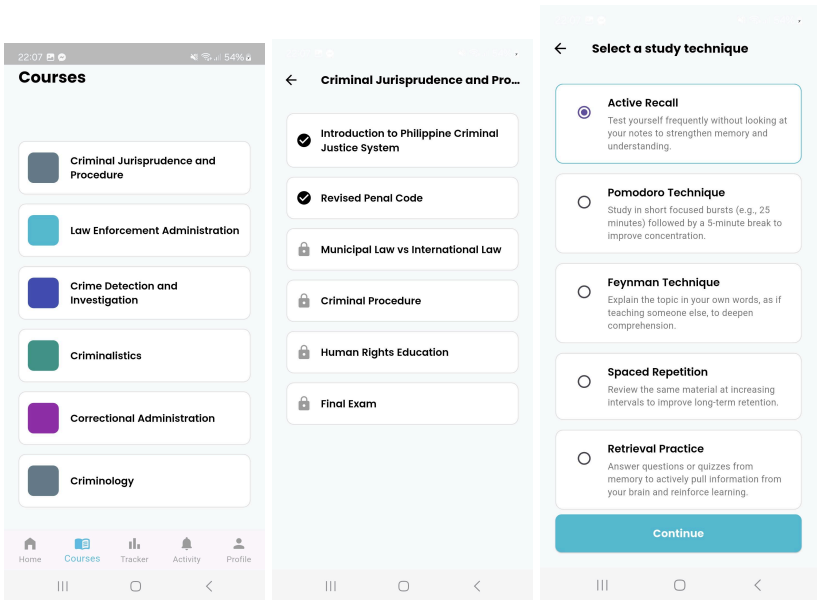 22:07
54%
Courses
Criminal Jurisprudence and
Procedure
Law Enforcement Administration
Crime Detection and
Investigation
Criminalistics
Correctional Administration
Criminology
Home
Courses
Tracker
Activity
Profile
Criminal Jurisprudence and Pro...
Introduction to Philippine Criminal
Justice System
Revised Penal Code
Municipal Law vs International Law
Criminal Procedure
Human Rights Education
Final Exam
Select a study technique
Active Recall
Test yourself frequently without looking at
your notes to strengthen memory and
understanding.
Pomodoro Technique
Study in short focused bursts (e.g., 25
minutes) followed by a 5-minute break to
improve concentration.
Feynman Technique
Explain the topic in your own words, as if
teaching someone else, to deepen
comprehension.
Spaced Repetition
Review the same material at increasing
intervals to improve long-term retention.
Retrieval Practice
Answer questions or quizzes from
memory to actively pull information from
your brain and reinforce learning.
Continue